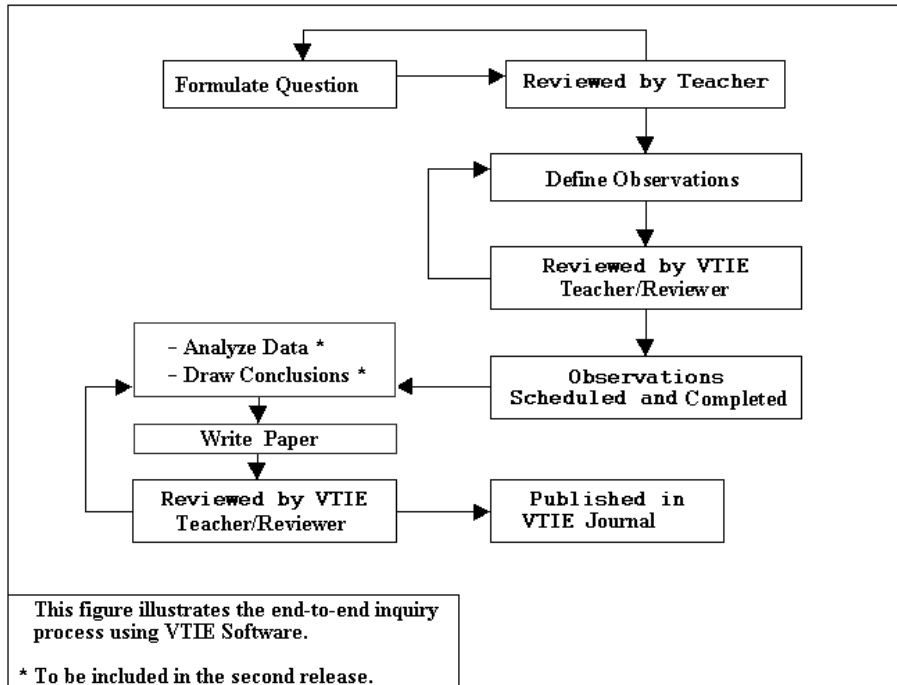 Formulate Question
Reviewed by Teacher
Define Observations
Reviewed by VTIE
Teacher/Reviewer
Observations
Scheduled and Completed
– Analyze Data *
– Draw Conclusions *
Write Paper
Reviewed by VTIE
Teacher/Reviewer
Published in
VTIE Journal
This figure illustrates the end-to-end inquiry
process using VTIE Software.
* To be included in the second release.